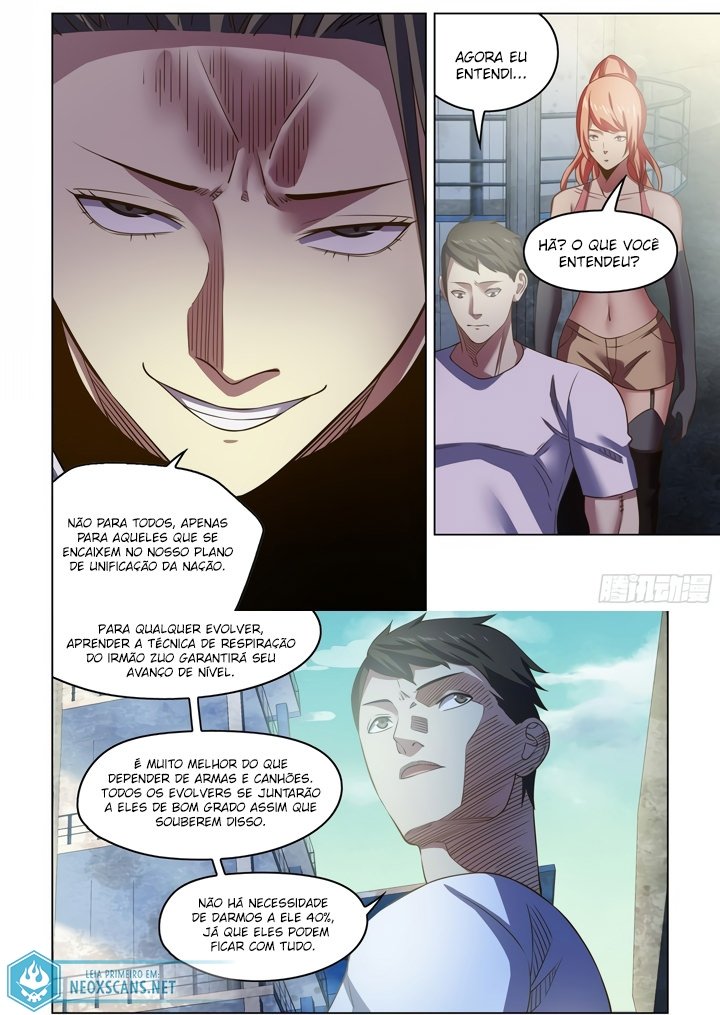 NÃO PARA TODOS, APENAS
PARA AQUELES QUE SE
ENCAIXEM NO NOSSO PLANO
DE UNIFICAÇÃO DA NAÇÃO.
AGORA EU
ENTENDI...
HÃ? O QUE VOCÊ
ENTENDEU?
腾讯动漫
PARA QUALQUER EVOLVER,
APRENDER A TÉCNICA DE RESPIRAÇÃO
DO IRMÃO ZUO GARANTIRÁ SEU
AVANÇO DE NÍVEL.
É MUITO MELHOR DO QUE
DEPENDER DE ARMAS E CANHÕES.
TODOS OS EVOLVERS SE JUNTARÃO
A ELES DE BOM GRADO ASSIM QUE
SOUBEREM DISSO.
NÃO HÁ NECESSIDADE
DE DARMOS A ELE 40%,
JÁ QUE ELES PODEM
FICAR COM TUDO.
LEIA PRIMEIRO EM:
NEOXSCANS.NET